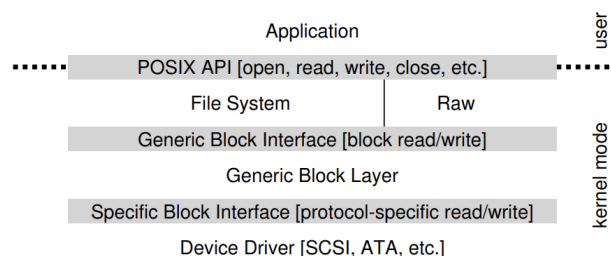 Application
user
POSIX API [open, read, write, close, etc.]
File System
Raw
Generic Block Interface [block read/write]
Generic Block Layer
kernel mode
Specific Block Interface [protocol-specific read/write]
Device Driver [SCSI, ATA, etc.]